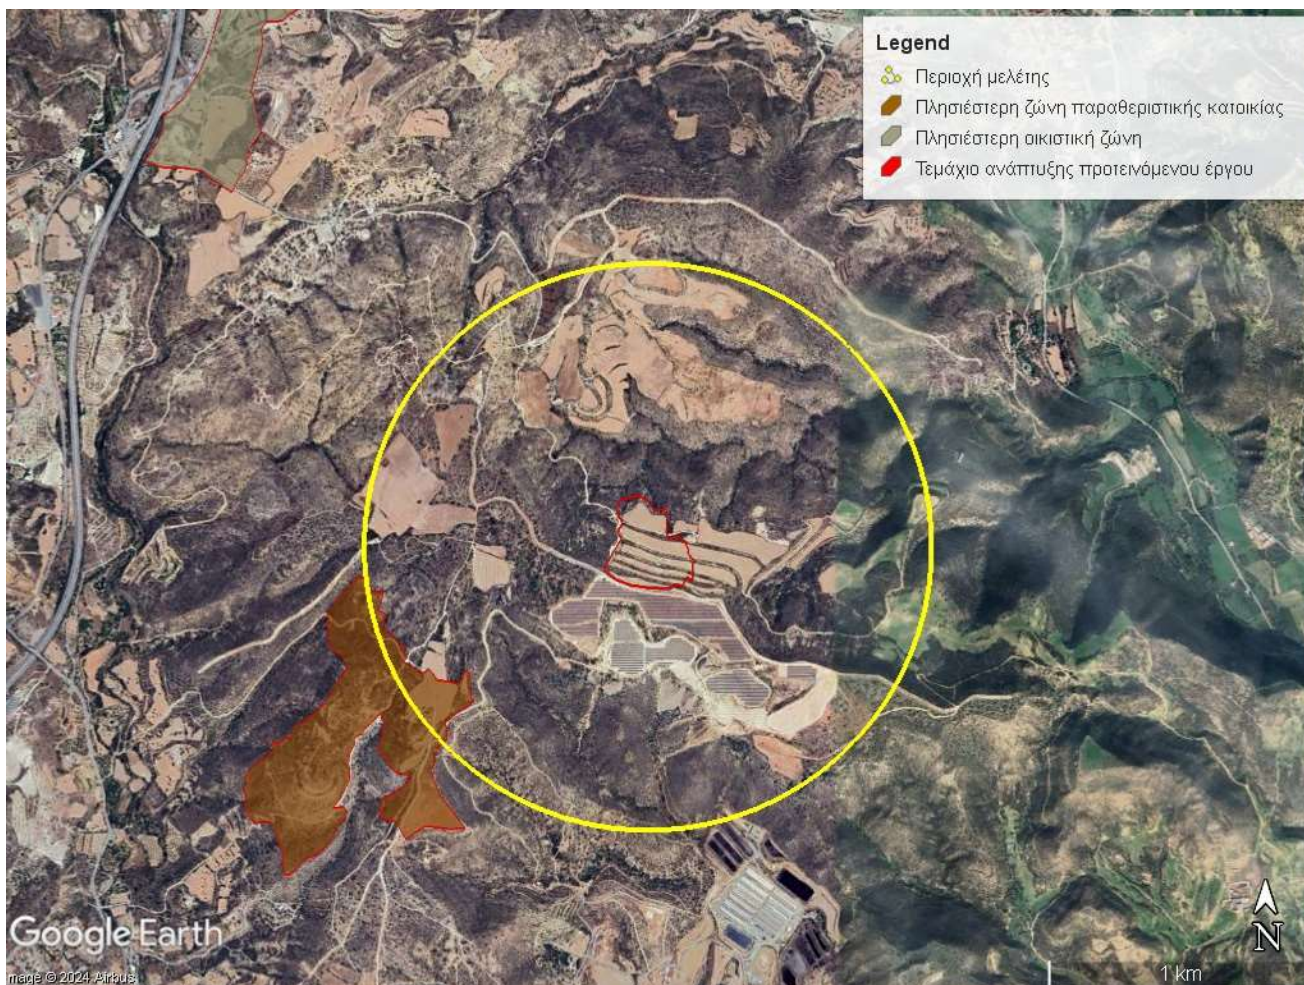 Legend
Περιοχή μελέτης
Πλησιέστερη ζώνη παραθεριστικής κατοικίας
Πλησιέστερη οικιστική ζώνη
Τεμάχιο ανάπτυξης προτεινόμενου έργου
Google Earth
N
mage © 2024 Airbus
1 km